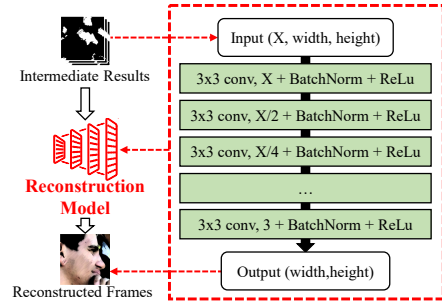 Intermediate Results
Reconstruction
Model
Reconstructed Frames
Input (X, width, height)
3x3 conv, X + BatchNorm + ReLu
3x3 conv, X/2 + BatchNorm + ReLu
3x3 conv, X/4 + BatchNorm + ReLu
…
3x3 conv, 3 + BatchNorm + ReLu
Output (width,height)